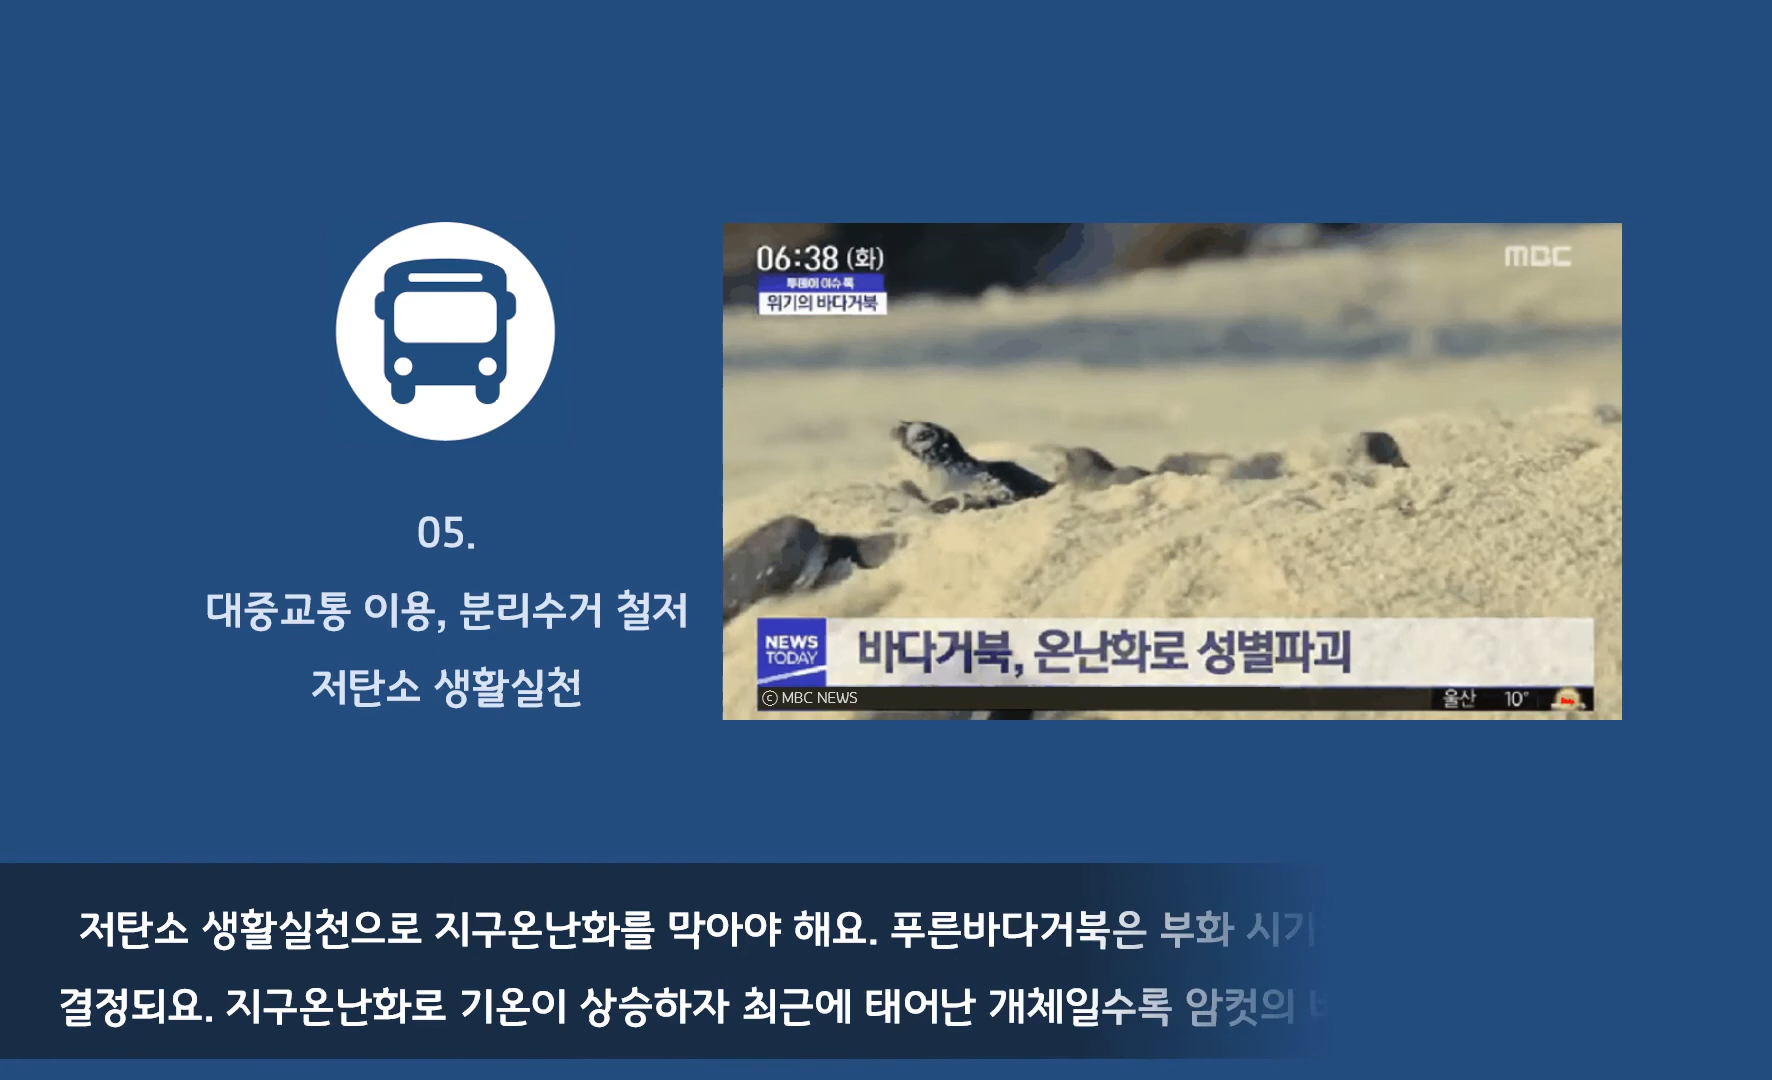 06:38 (화)
투데이 이슈 톡
위기의 바다거북
MBC
05.
대중교통 이용, 분리수거 철저
저탄소 생활실천
NEWS
TODAY
바다거북, 온난화로 성별파괴
ⓒ MBC NEWS
울산 10°
저탄소 생활실천으로 지구온난화를 막아야 해요. 푸른바다거북은 부화 시기
결정되요. 지구온난화로 기온이 상승하자 최근에 태어난 개체일수록 암컷의